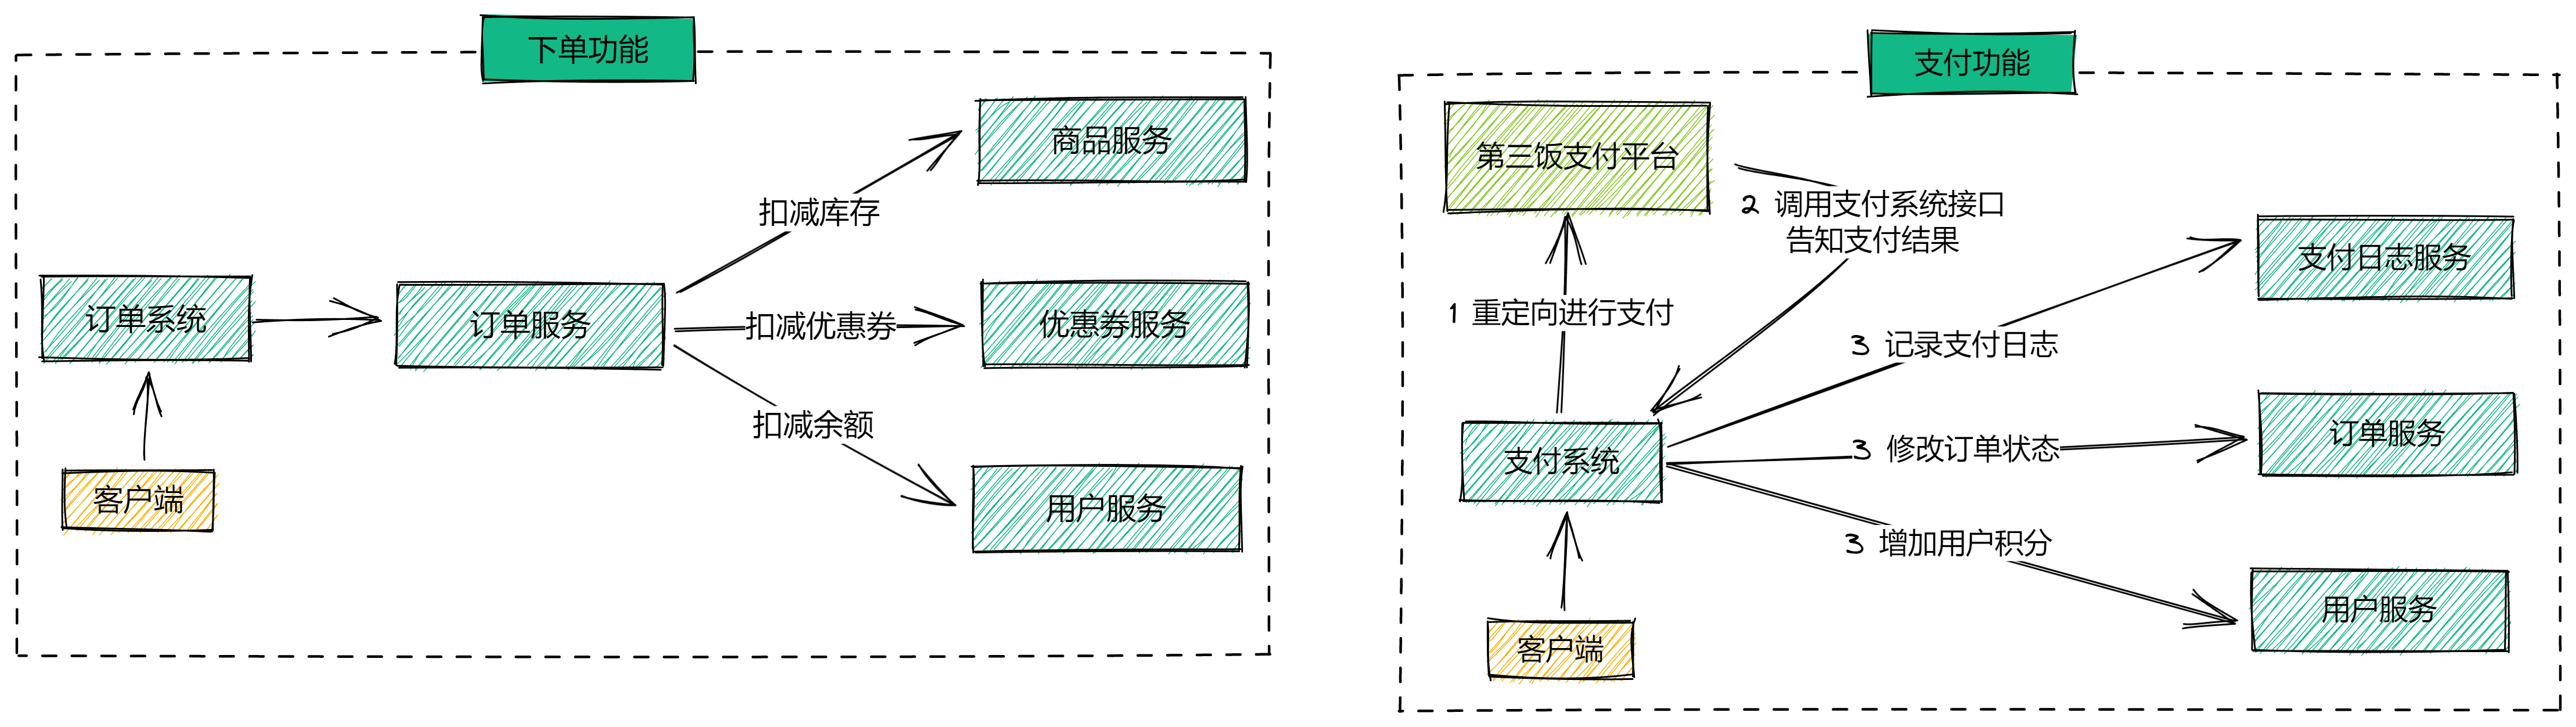 下单功能
商品服务
扣减库存
订单系统
订单服务
扣减优惠券
优惠券服务
扣减余额
客户端
用户服务
支付功能
第三饭支付平台
2 调用支付系统接口
告知支付结果
支付日志服务
1 重定向进行支付
3 记录支付日志
支付系统
3 修改订单状态
订单服务
3 增加用户积分
用户服务
客户端